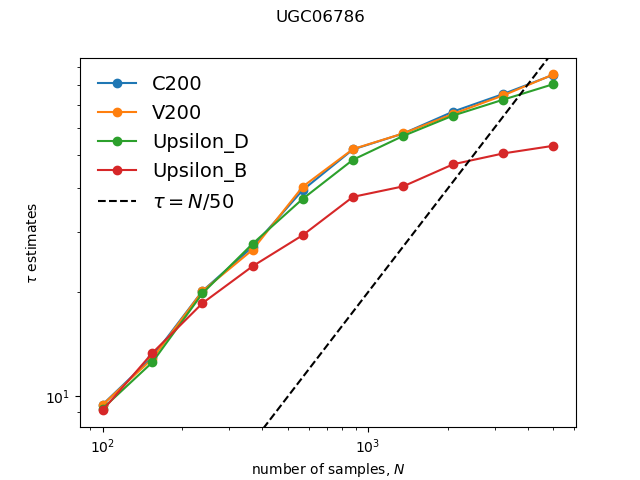 UGC06786
C200
V200
Upsilon_D
Upsilon_B
τ = N/50
τ estimates
10¹
10² 10³
number of samples, N